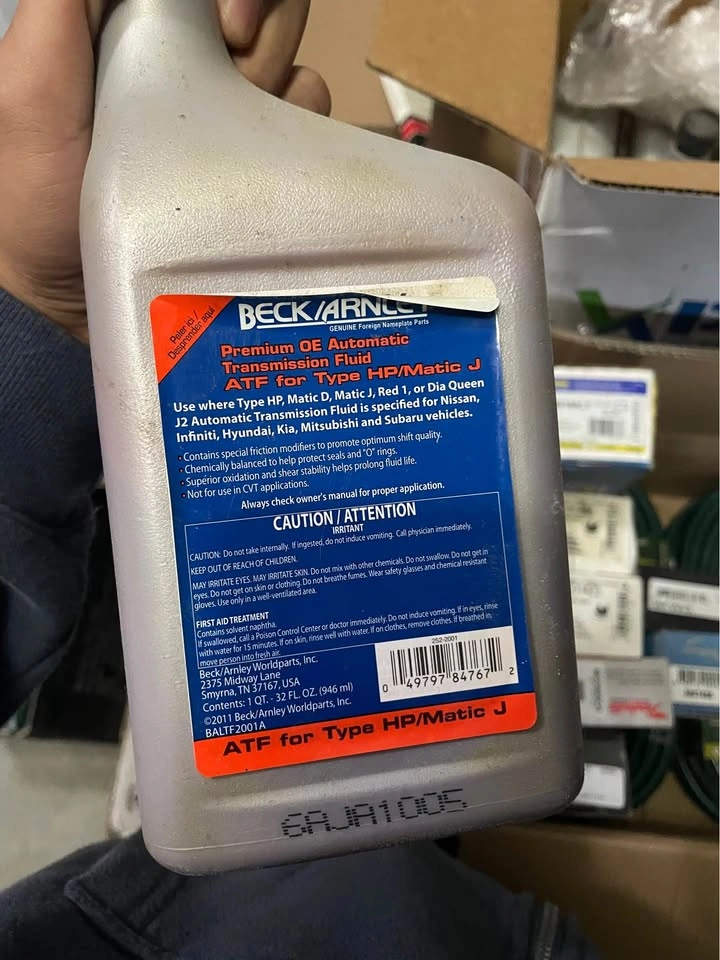 Peler ici /
Desprender aquí
BECK/ARNLEY
GENUINE Foreign Nameplate Parts
Premium OE Automatic
Transmission Fluid
ATF for Type HP/Matic J
Use where Type HP, Matic D, Matic J, Red 1, or Dia Queen
J2 Automatic Transmission Fluid is specified for Nissan,
Infiniti, Hyundai, Kia, Mitsubishi and Subaru vehicles.
· Contains special friction modifiers to promote optimum shift quality.
· Chemically balanced to help protect seals and "O" rings.
· Superior oxidation and shear stability helps prolong fluid life.
· Not for use in CVT applications.
Always check owner's manual for proper application.
CAUTION / ATTENTION
IRRITANT
CAUTION: Do not take internally. If ingested, do not induce vomiting. Call physician immediately.
KEEP OUT OF REACH OF CHILDREN.
MAY IRRITATE EYES. MAY IRRITATE SKIN. Do not mix with other chemicals. Do not swallow. Do not get in
eyes. Do not get on skin or clothing. Do not breathe fumes. Wear safety glasses and chemical resistant
gloves. Use only in a well-ventilated area.
FIRST AID TREATMENT
Contains solvent naphtha.
If swallowed, call a Poison Control Center or doctor immediately. Do not induce vomiting. If in eyes, rinse
with water for 15 minutes. If on skin, rinse well with water. If on clothes, remove clothes. If breathed in,
move person into fresh air.
Beck/Arnley Worldparts, Inc.
2375 Midway Lane
Smyrna, TN 37167, USA
Contents: 1 QT. - 32 FL. OZ. (946 ml)
©2011 Beck/Arnley Worldparts, Inc.
BALTF2001A
252-2001
0 49797 84767 2
ATF for Type HP/Matic J
6AJA1005